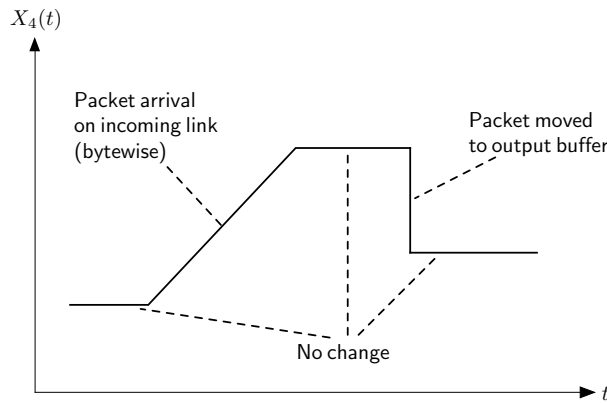 X₄(t)
Packet arrival
on incoming link
(bytewise)
Packet moved
to output buffer
No change
t